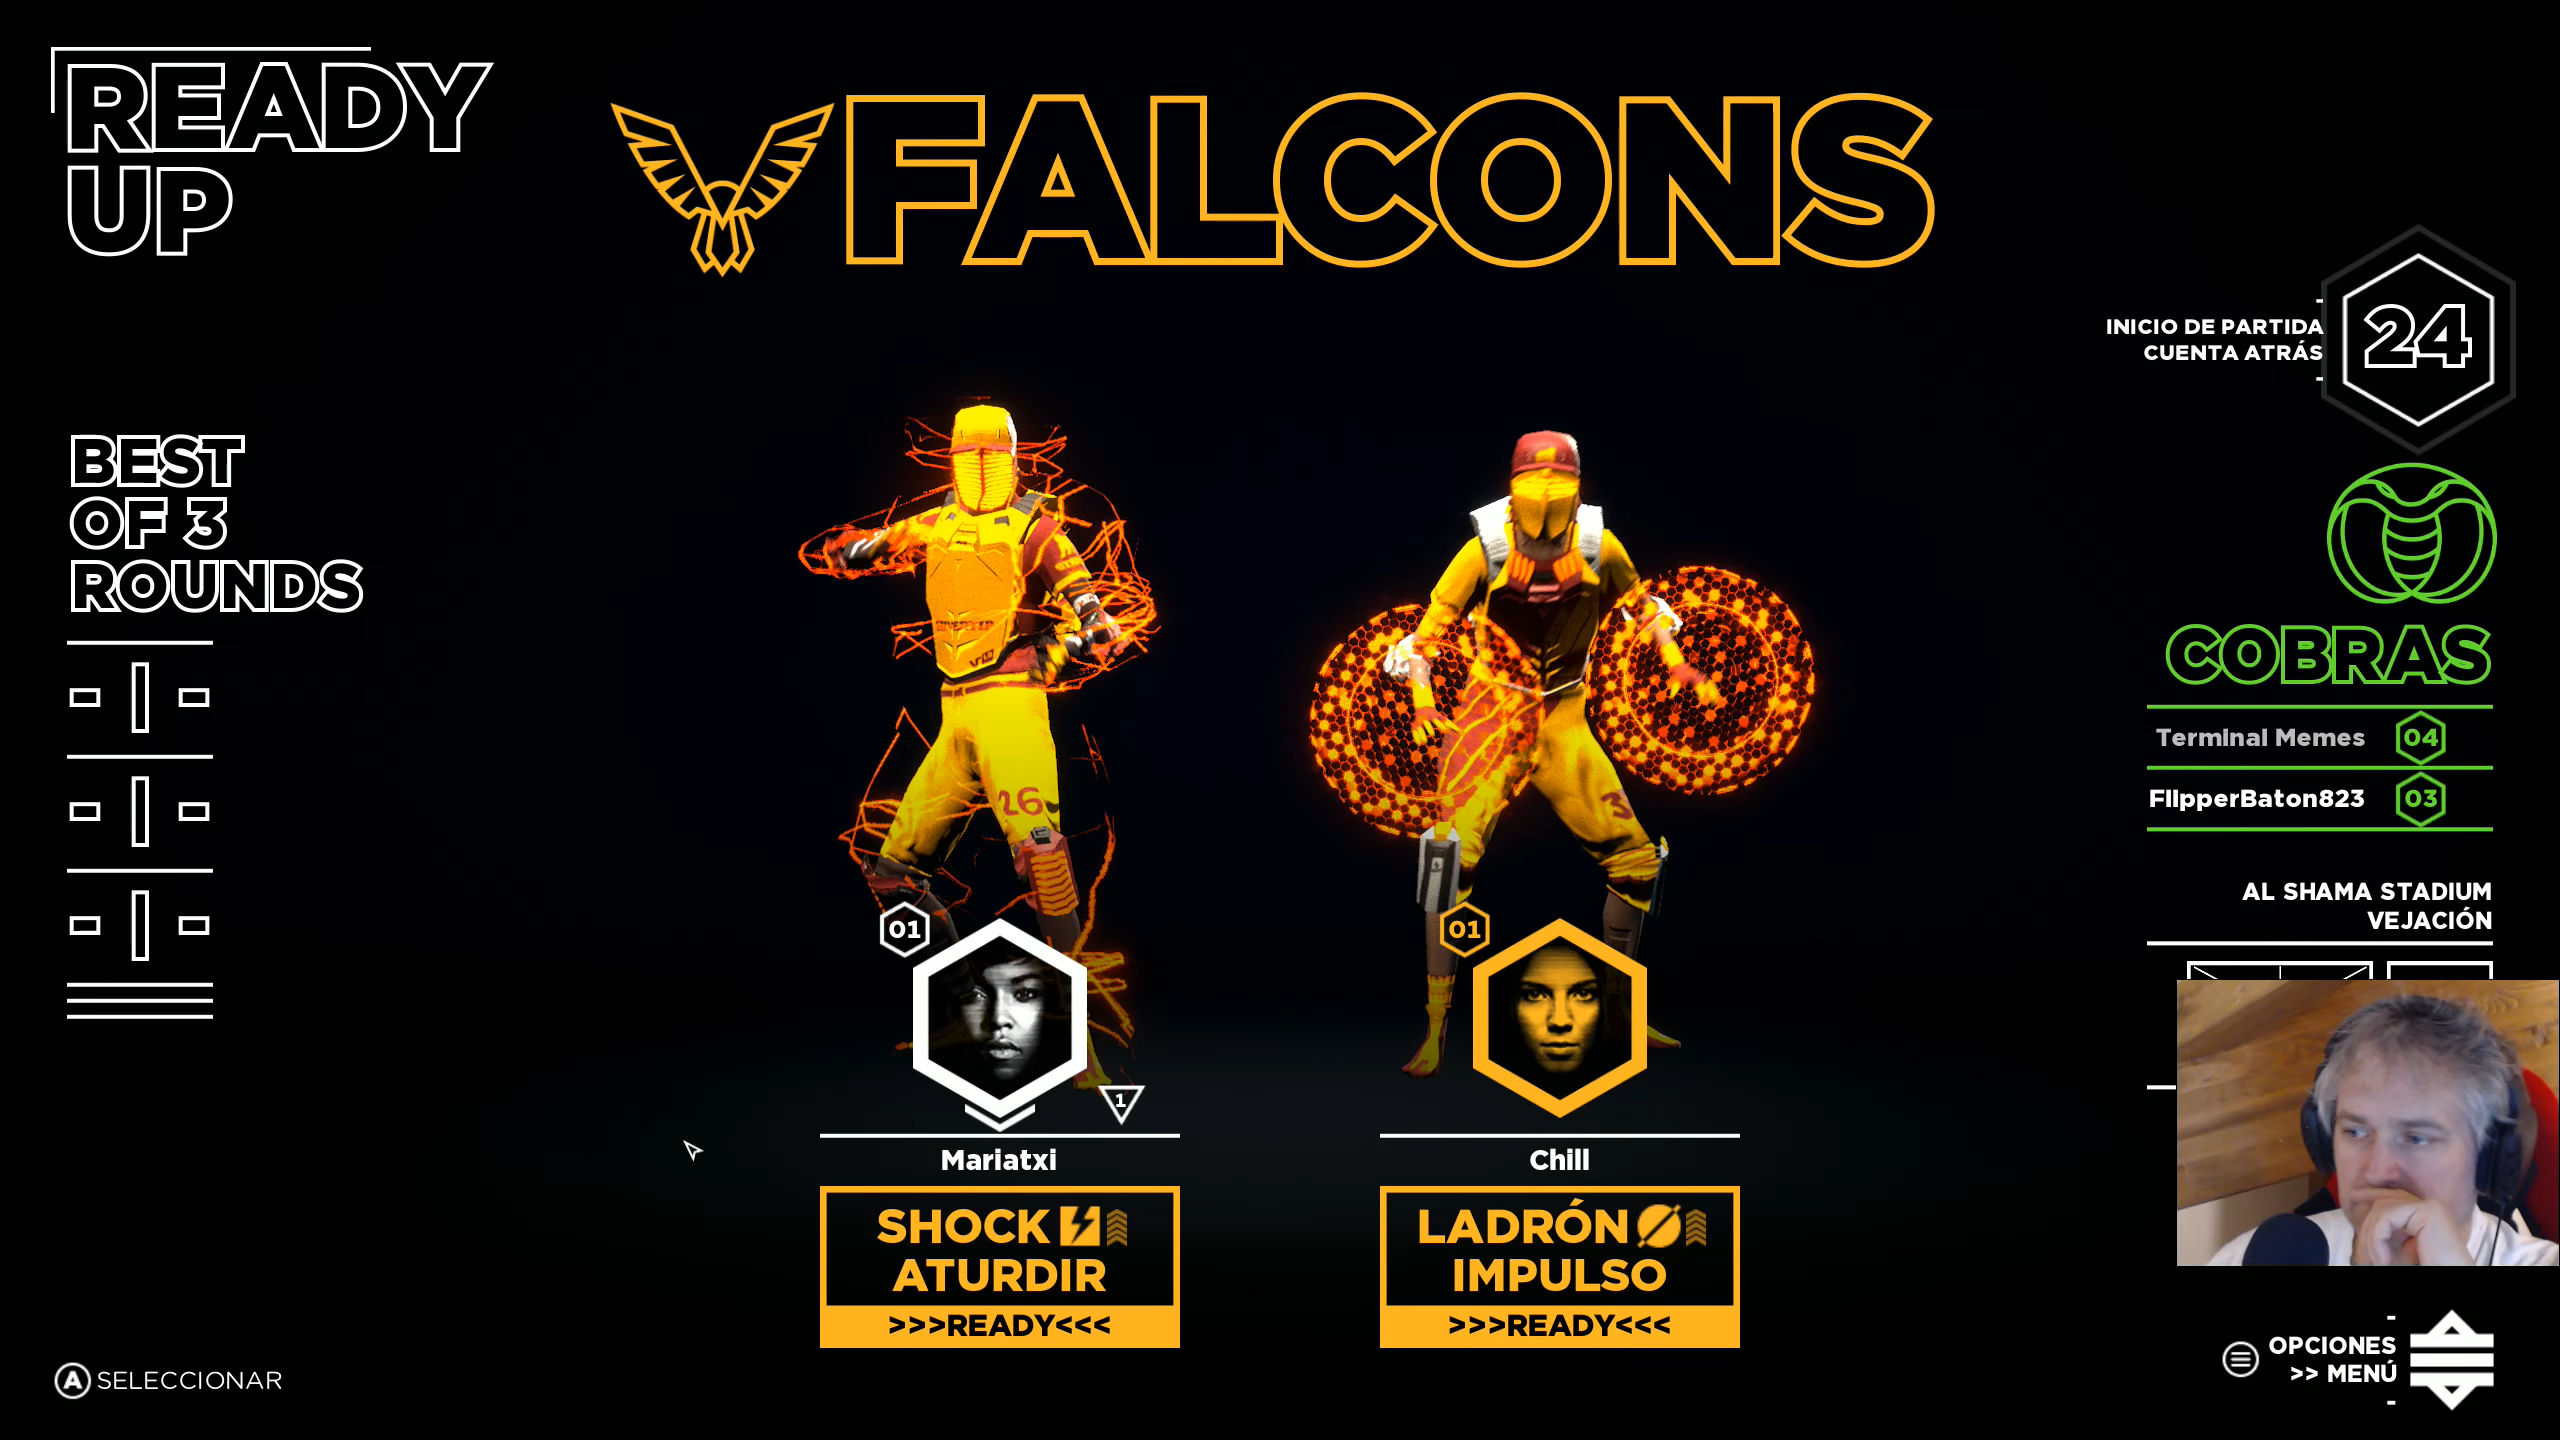 READY
UP
FALCONS
INICIO DE PARTIDA
CUENTA ATRÁS
24
BEST
OF 3
ROUNDS
COBRAS
TermInal Memes 04
FlIpperBaton823 03
AL SHAMA STADIUM
VEJACIÓN
26
01
01
1
Mariatxi
Chill
SHOCK
ATURDIR
>>>READY<<<
LADRÓN
IMPULSO
>>>READY<<<
A SELECCIONAR
OPCIONES
>> MENÚ